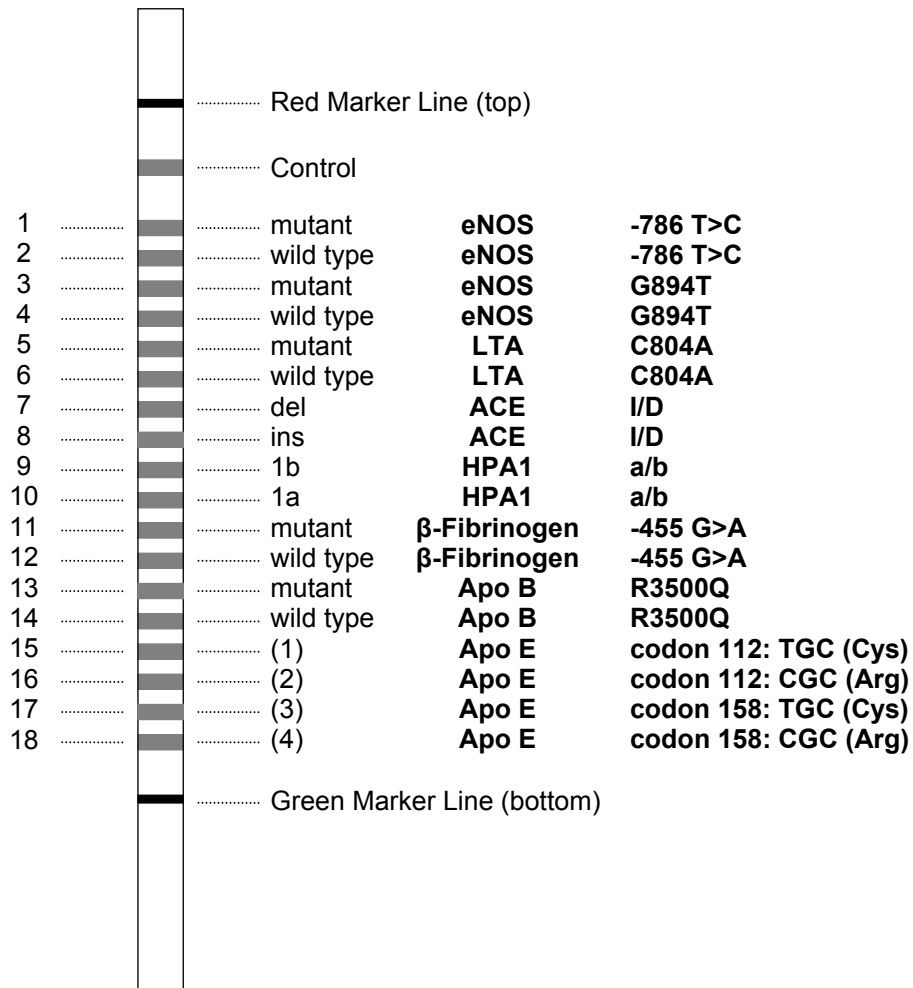 Red Marker Line (top)
Control
1 mutant eNOS -786 T>C
2 wild type eNOS -786 T>C
3 mutant eNOS G894T
4 wild type eNOS G894T
5 mutant LTA C804A
6 wild type LTA C804A
7 del ACE I/D
8 ins ACE I/D
9 1b HPA1 a/b
10 1a HPA1 a/b
11 mutant β-Fibrinogen -455 G>A
12 wild type β-Fibrinogen -455 G>A
13 mutant Apo B R3500Q
14 wild type Apo B R3500Q
15 (1) Apo E codon 112: TGC (Cys)
16 (2) Apo E codon 112: CGC (Arg)
17 (3) Apo E codon 158: TGC (Cys)
18 (4) Apo E codon 158: CGC (Arg)
Green Marker Line (bottom)